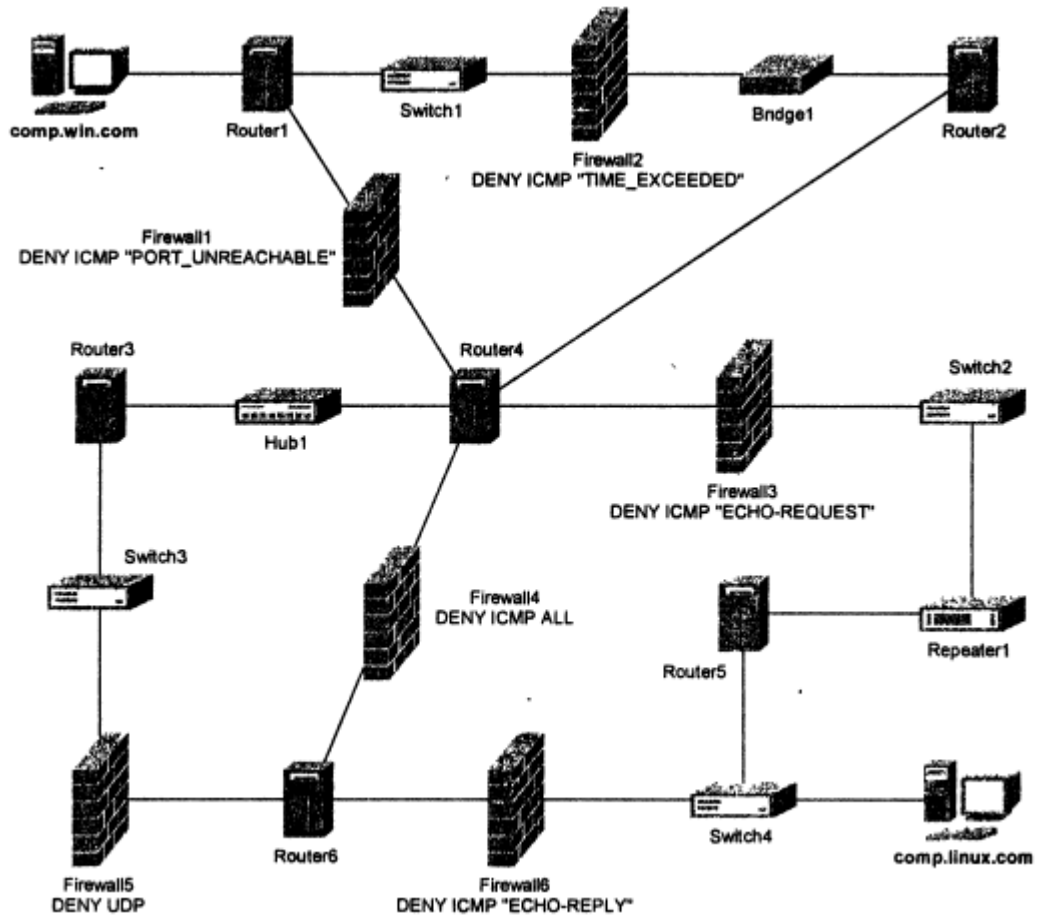 comp.win.com
Router1
Switch1
Firewall2
DENY ICMP "TIME_EXCEEDED"
Bridge1
Router2
Firewall1
DENY ICMP "PORT_UNREACHABLE"
Router3
Hub1
Router4
Firewall3
DENY ICMP "ECHO-REQUEST"
Switch2
Switch3
Firewall4
DENY ICMP ALL
Router5
Repeater1
Firewall5
DENY UDP
Router6
Firewall6
DENY ICMP "ECHO-REPLY"
Switch4
comp.linux.com